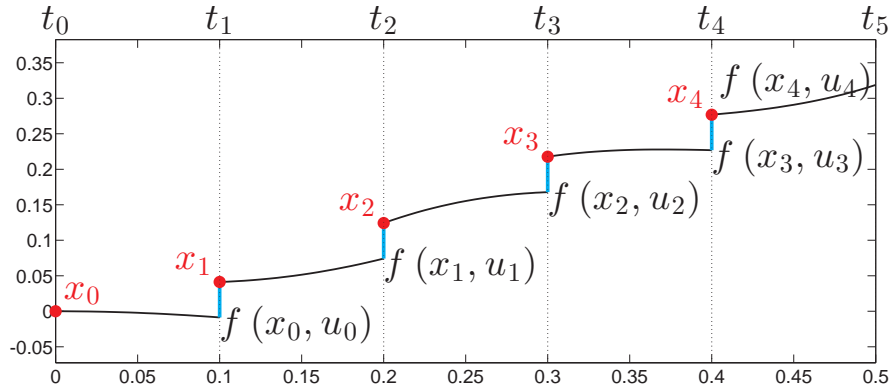 t₀ t₁ t₂ t₃ t₄ t₅
0.35
f (x₄, u₄)
0.3
x₄
0.25
x₃
f (x₃, u₃)
0.2
x₂
f (x₂, u₂)
0.15
0.1
x₁
f (x₁, u₁)
0.05
x₀
0
f (x₀, u₀)
-0.05
0 0.05 0.1 0.15 0.2 0.25 0.3 0.35 0.4 0.45 0.5